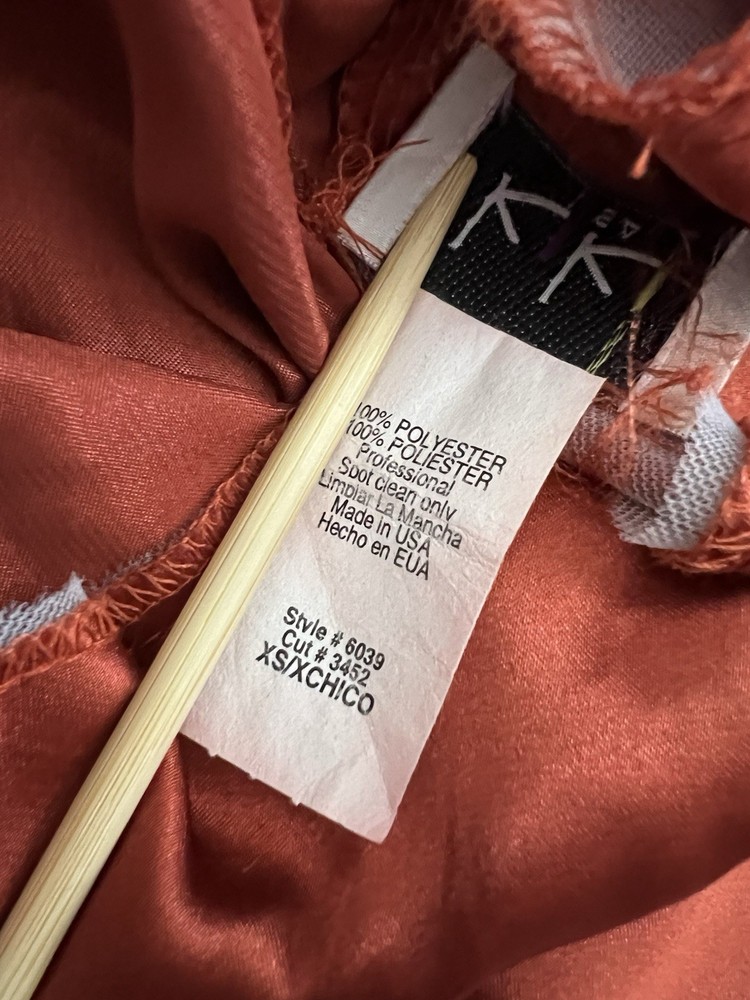 K K
100% POLYESTER
100% POLIESTER
Professional
Spot clean only
Limpiar La Mancha
Made in USA
Hecho en EUA
Style # 6039
Cut # 3452
XS/XCHICO